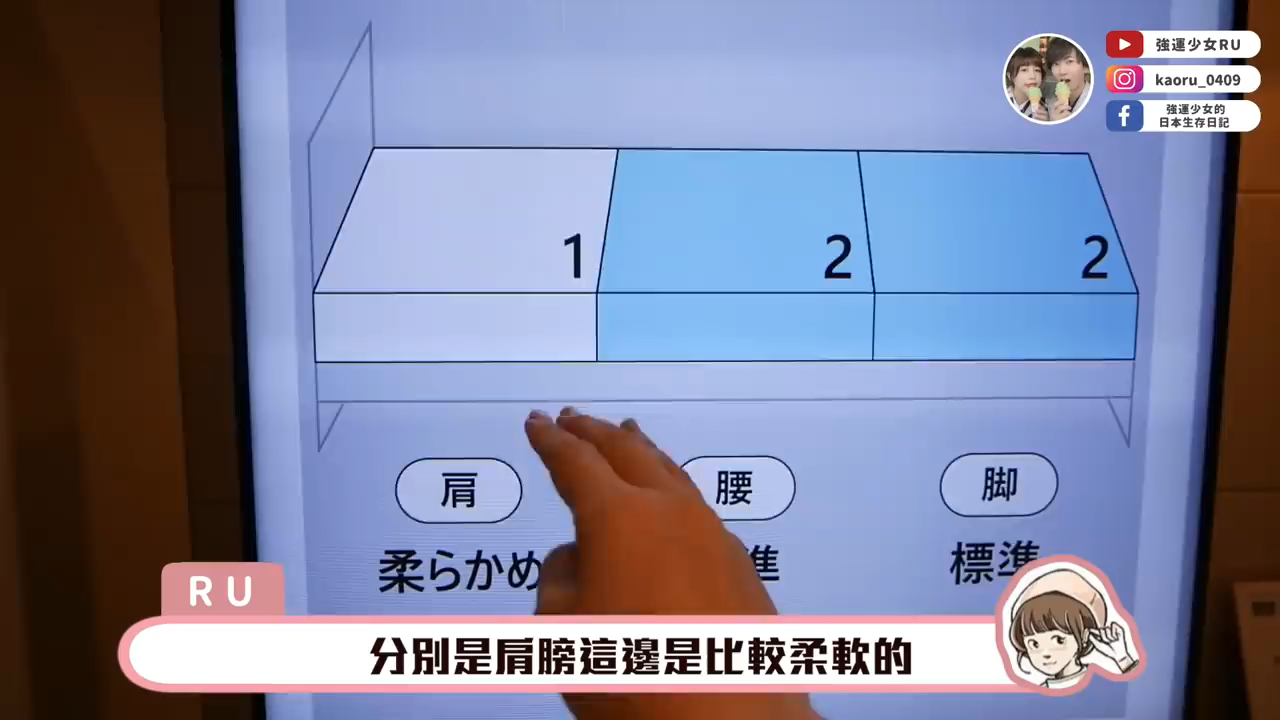 強運少女RU
kaoru_0409
強運少女的
日本生存日記
1 2 2
肩 腰 脚
柔らかめ 準 標準
RU
分別是肩膀這邊是比較柔軟的